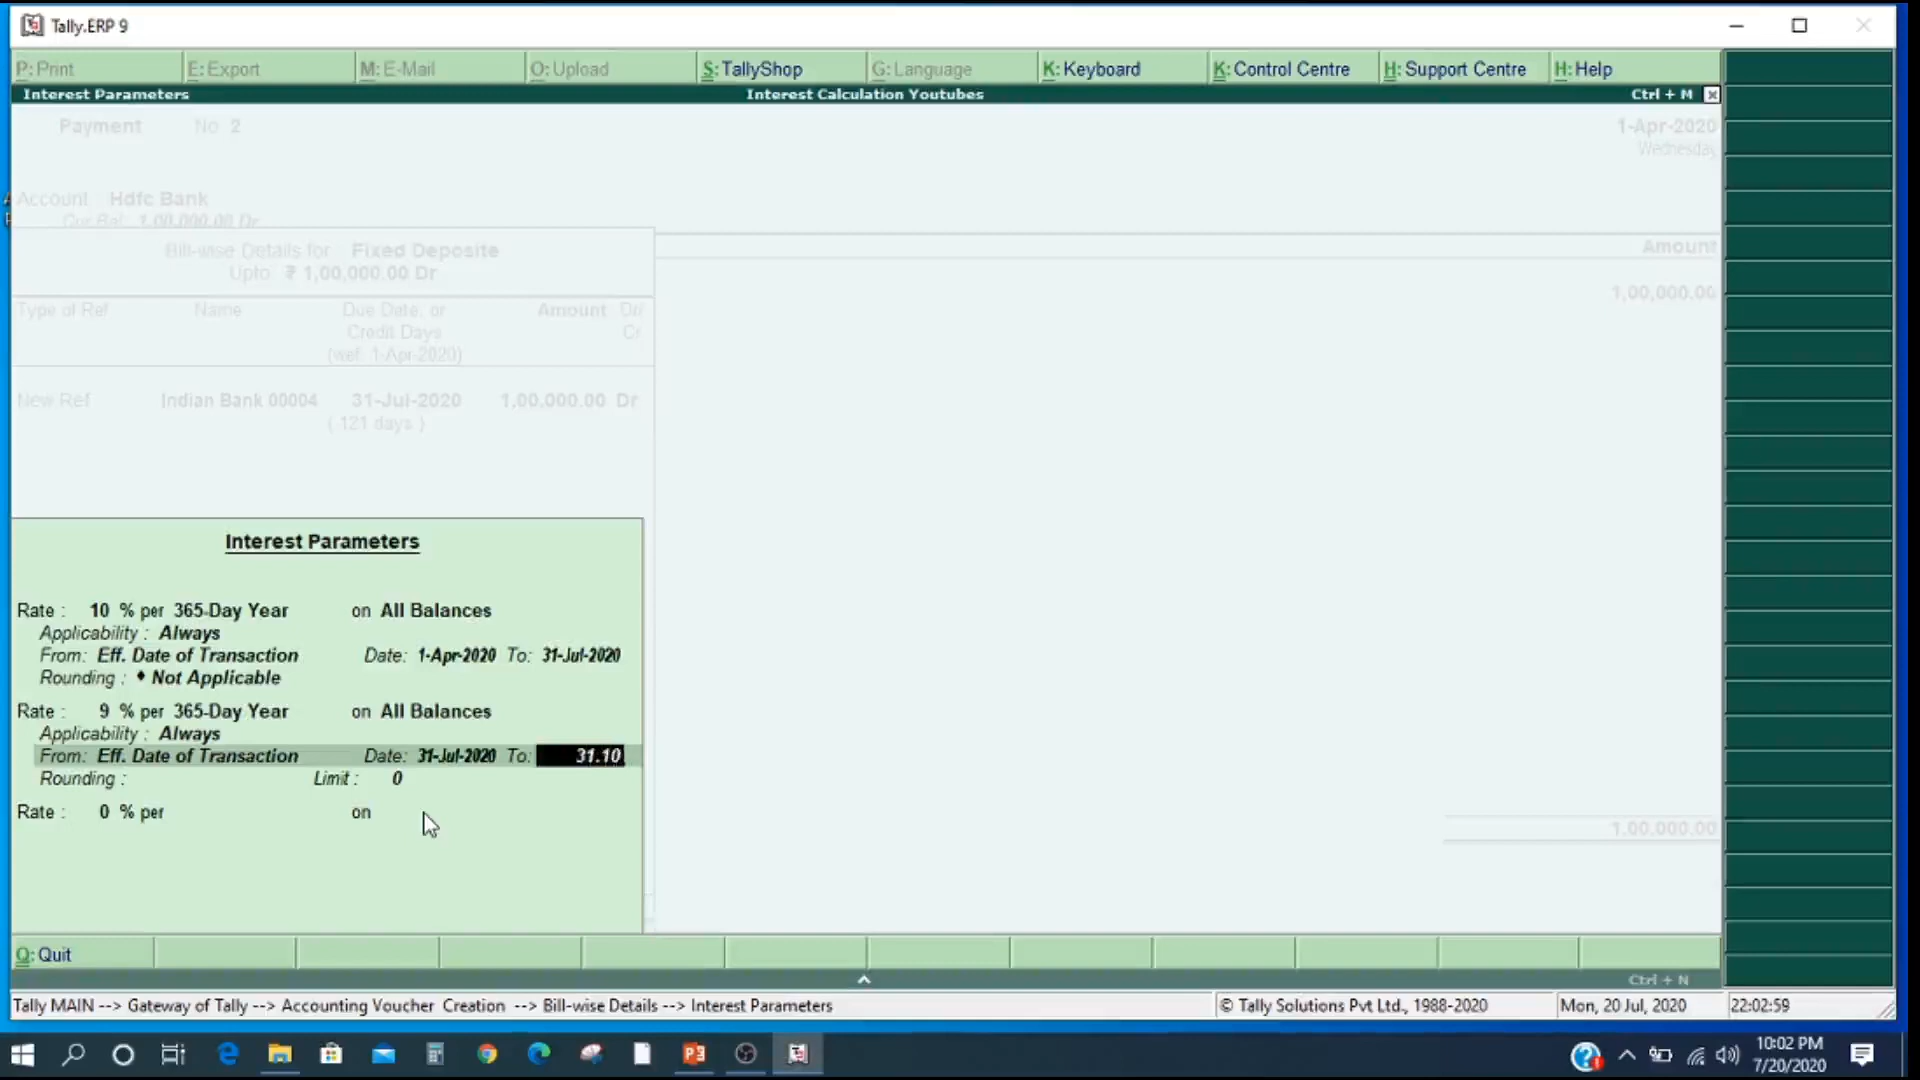 Tally.ERP 9
P: Print E: Export M: E-Mail O: Upload S: TallyShop G: Language K: Keyboard K: Control Centre H: Support Centre H: Help
Interest Parameters Interest Calculation Youtubes Ctrl + M
Payment No 2 1-Apr-2020
Wednesday
Account : Hdfc Bank
Cur Bal: 1,00,000.00 Dr
Bill-wise Details for : Fixed Deposite
Upto : ₹ 1,00,000.00 Dr
Amount
Type of Ref Name Due Date, or Amount Dr/
1,00,000.00
Credit Days Cr
(wef: 1-Apr-2020)
New Ref Indian Bank 00004 31-Jul-2020 1,00,000.00 Dr
( 121 days )
Interest Parameters
Rate : 10 % per 365-Day Year on All Balances
Applicability : Always
From: Eff. Date of Transaction Date: 1-Apr-2020 To: 31-Jul-2020
Rounding : ♦ Not Applicable
Rate : 9 % per 365-Day Year on All Balances
Applicability : Always
From: Eff. Date of Transaction Date: 31-Jul-2020 To: 31.10
Rounding : Limit : 0
Rate : 0 % per on
1,00,000.00
Q: Quit
Ctrl + N
Tally MAIN --> Gateway of Tally --> Accounting Voucher Creation --> Bill-wise Details --> Interest Parameters © Tally Solutions Pvt Ltd., 1988-2020 Mon, 20 Jul, 2020 22:02:59
10:02 PM
7/20/2020